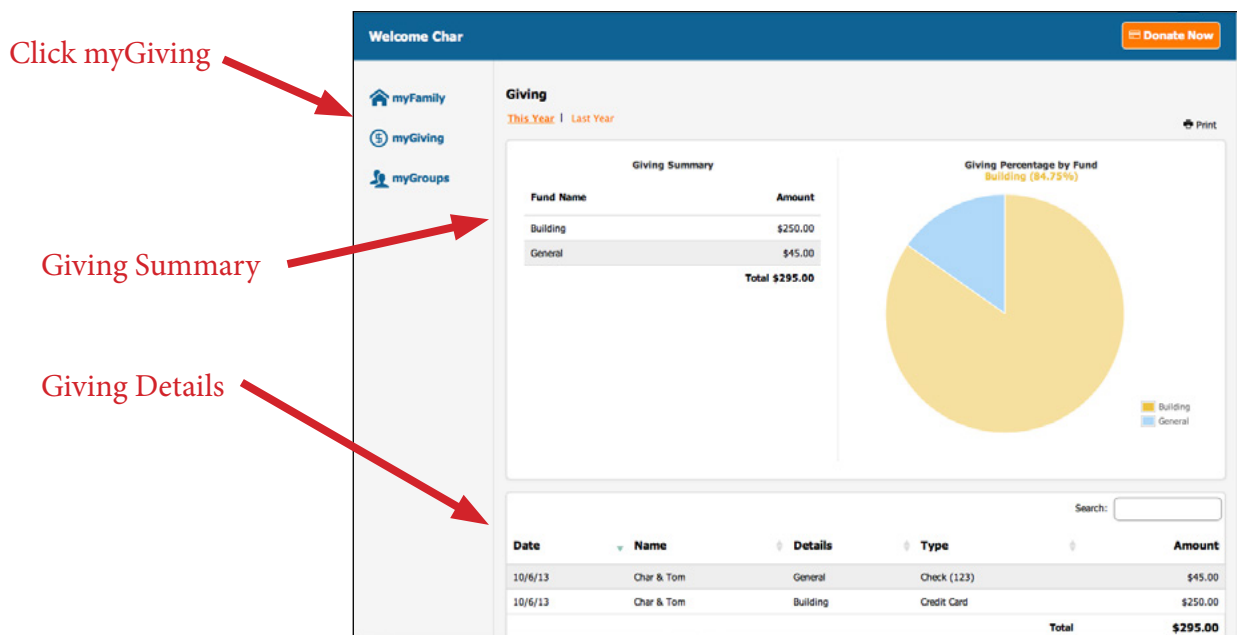 Welcome Char
Donate Now
Click myGiving
myFamily
myGiving
myGroups
Giving
This Year | Last Year
Print
Giving Summary
Fund Name Amount
Building $250.00
General $45.00
Total $295.00
Giving Percentage by Fund
Building (84.75%)
Building
General
Giving Summary
Giving Details
Search:
Date Name Details Type Amount
10/6/13 Char & Tom General Check (123) $45.00
10/6/13 Char & Tom Building Credit Card $250.00
Total $295.00